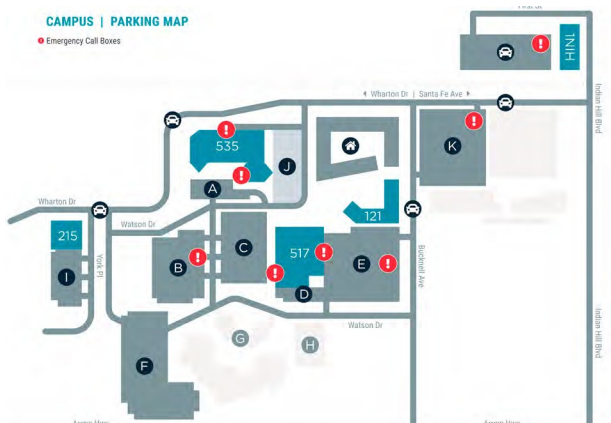 CAMPUS | PARKING MAP
Emergency Call Boxes
HIN1
Indian Hill Blvd
Wharton Dr | Santa Fe Ave
K
535
J
A
121
Wharton Dr
Watson Dr
215
York Pl
I
B
C
517
D
E
Bucknell Ave
Watson Dr
G
H
F
Indian Hill Blvd